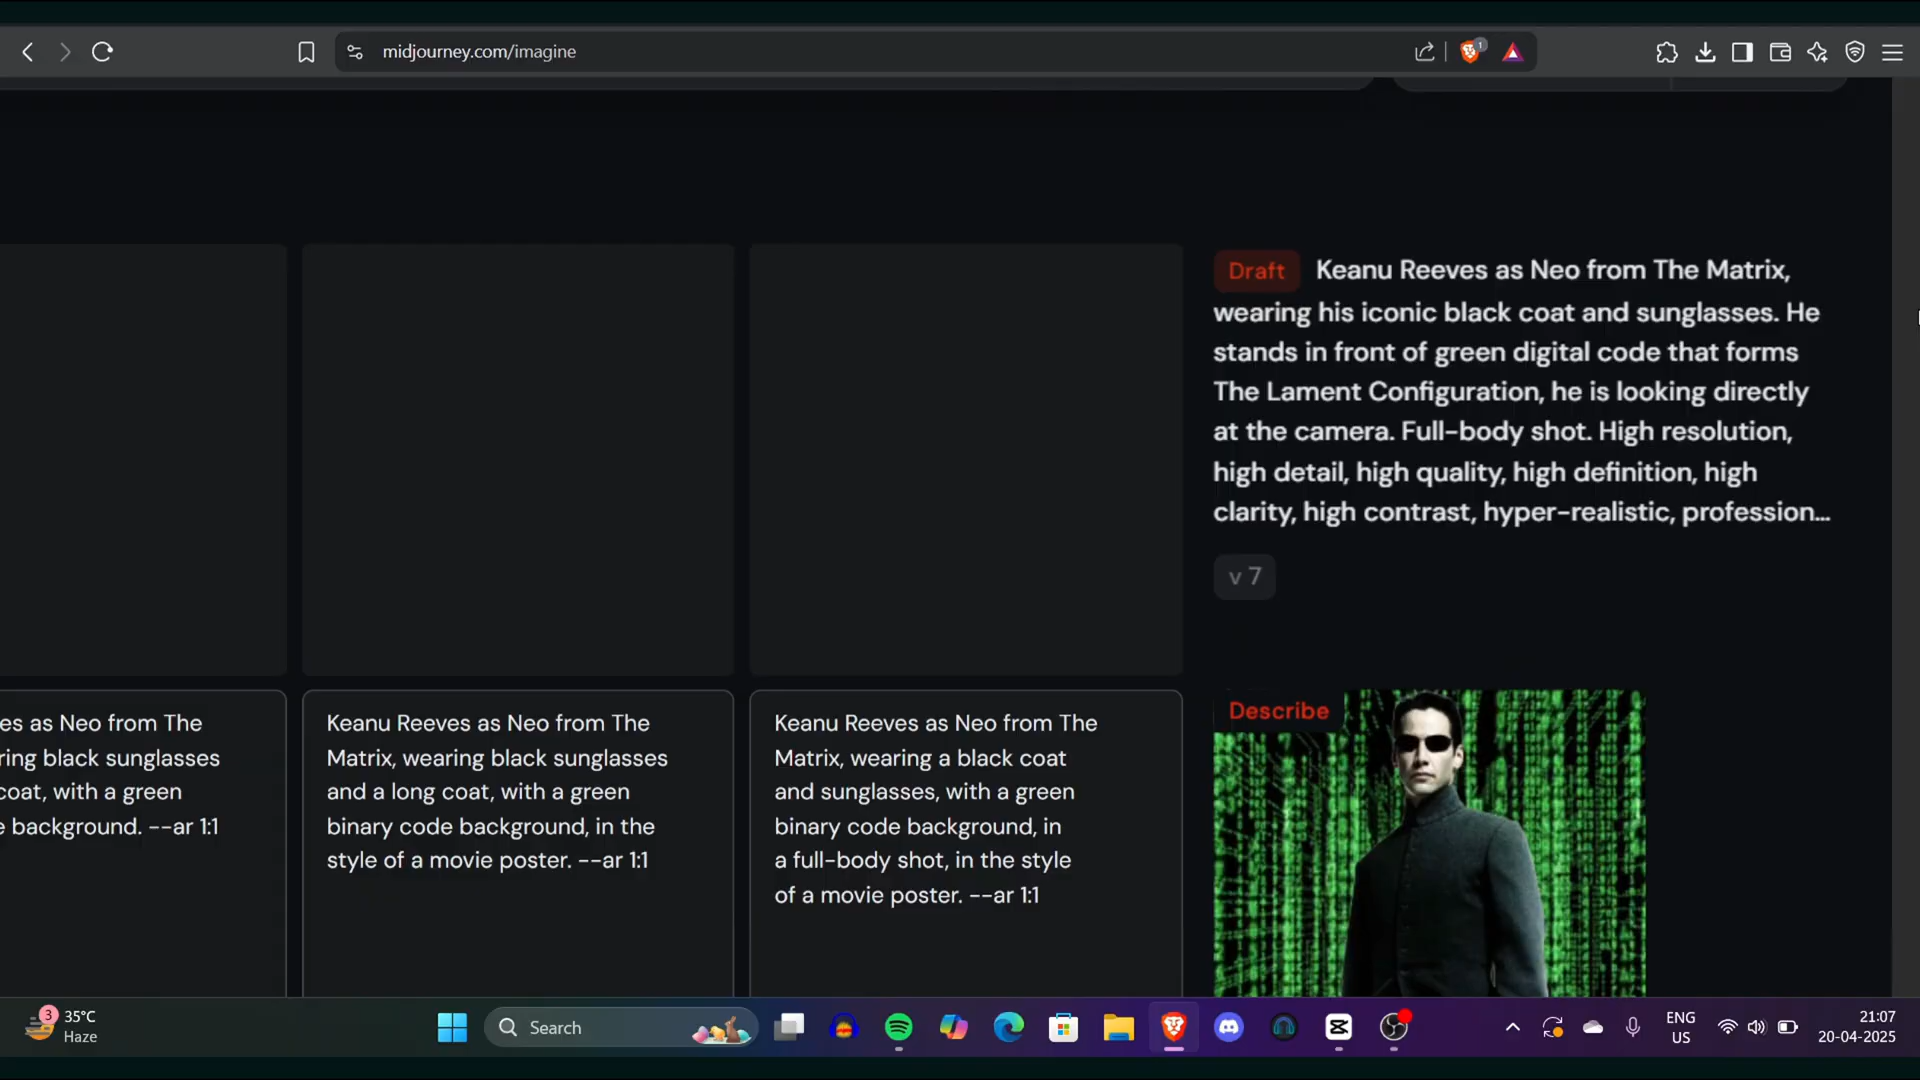 midjourney.com/imagine
1
Draft Keanu Reeves as Neo from The Matrix,
wearing his iconic black coat and sunglasses. He
stands in front of green digital code that forms
The Lament Configuration, he is looking directly
at the camera. Full-body shot. High resolution,
high detail, high quality, high definition, high
clarity, high contrast, hyper-realistic, profession...
v 7
es as Neo from The
ring black sunglasses
coat, with a green
e background. --ar 1:1
Keanu Reeves as Neo from The
Matrix, wearing black sunglasses
and a long coat, with a green
binary code background, in the
style of a movie poster. --ar 1:1
Keanu Reeves as Neo from The
Matrix, wearing a black coat
and sunglasses, with a green
binary code background, in
a full-body shot, in the style
of a movie poster. --ar 1:1
Describe
3
35°C
Haze
Search
ENG
US
21:07
20-04-2025